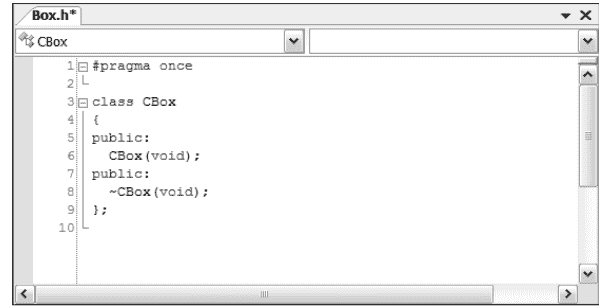 Box.h*
CBox
1 #pragma once
2
3 class CBox
4 {
5 public:
6 CBox(void);
7 public:
8 ~CBox(void);
9 };
10